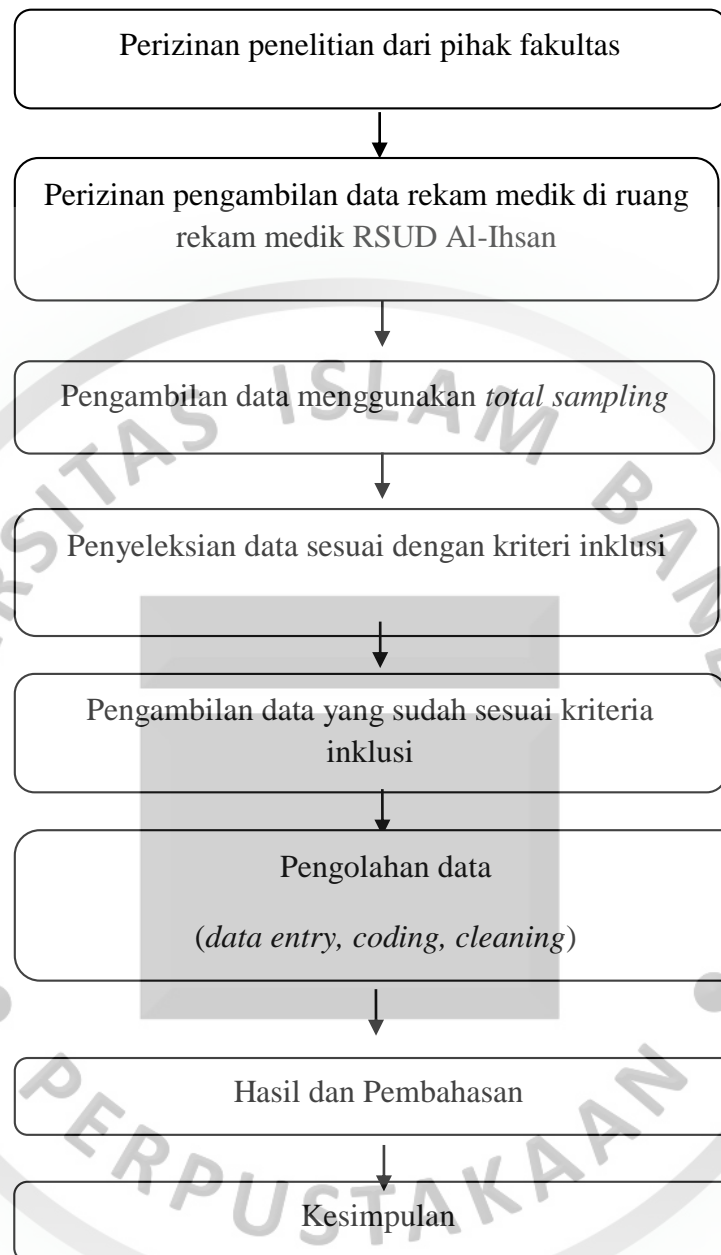 Perizinan penelitian dari pihak fakultas
Perizinan pengambilan data rekam medik di ruang
rekam medik RSUD Al-Ihsan
Pengambilan data menggunakan total sampling
Penyeleksian data sesuai dengan kriteri inklusi
Pengambilan data yang sudah sesuai kriteria
inklusi
Pengolahan data
(data entry, coding, cleaning)
Hasil dan Pembahasan
Kesimpulan
ISLAM
PERPUSTAKAAN